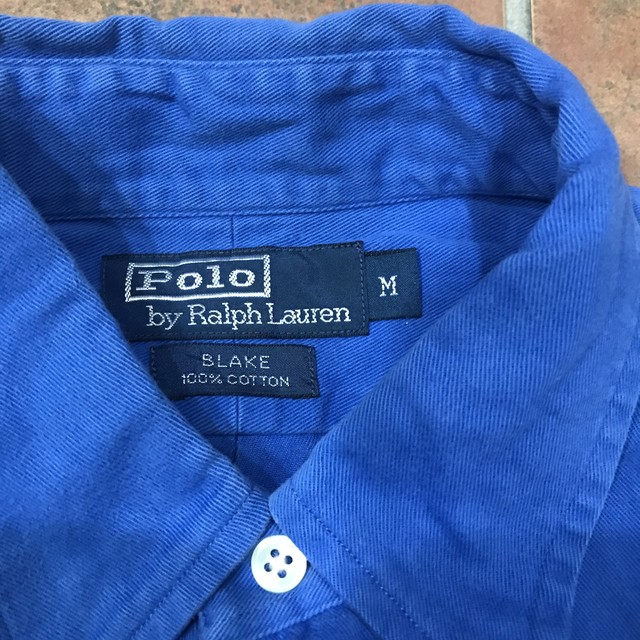 Polo
by Ralph Lauren
M
BLAKE
100% COTTON